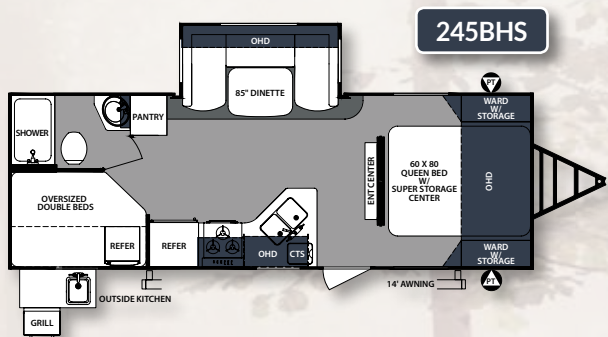 245BHS
OHD
85" DINETTE
PT
WARD
W/
STORAGE
SHOWER
PANTRY
ENT CENTER
60 X 80
QUEEN BED
W/
SUPER STORAGE
CENTER
OHD
OVERSIZED
DOUBLE BEDS
REFER
REFER
OHD
CTS
WARD
W/
STORAGE
OUTSIDE KITCHEN
14' AWNING
PT
GRILL